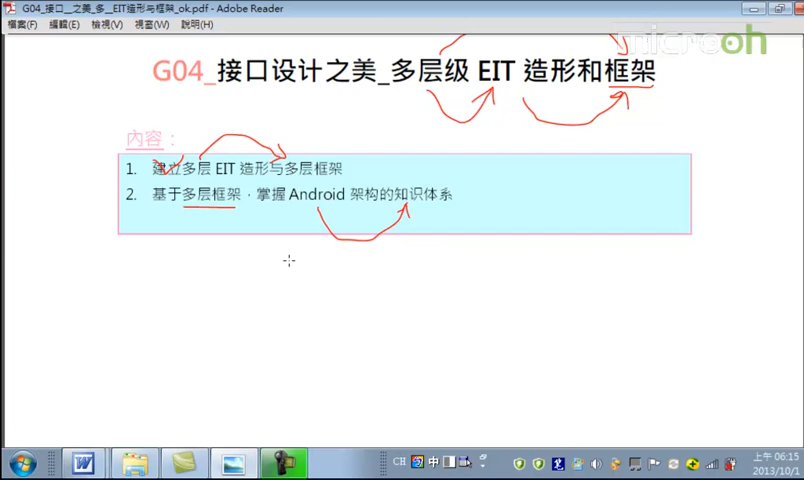 G04_接口__之美_多__EIT造形与框架_ok.pdf - Adobe Reader
檔案(F) 編輯(E) 檢視(V) 視窗(W) 說明(H)
microoh
G04_接口设计之美_多层级 EIT 造形和框架
內容：
1. 建立多层 EIT 造形与多层框架
2. 基于多层框架，掌握 Android 架构的知识体系
CH 中
上午 06:15
2013/10/1